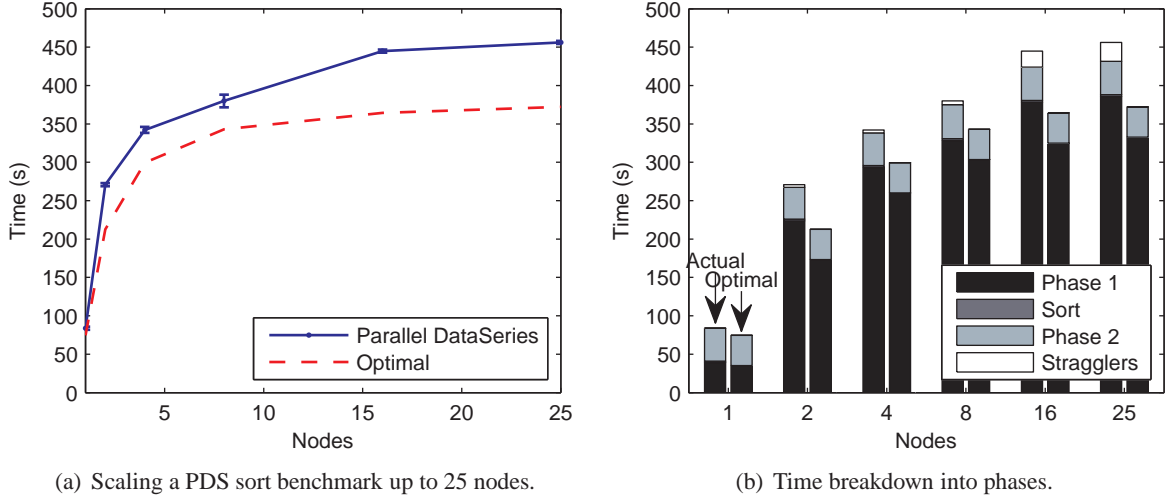 500
450
400
350
300
250
200
150
100
50
0
Time (s)
5 10 15 20 25
Nodes
Parallel DataSeries
Optimal
(a) Scaling a PDS sort benchmark up to 25 nodes.
500
450
400
350
300
250
200
150
100
50
0
Time (s)
Actual
Optimal
Phase 1
Sort
Phase 2
Stragglers
1 2 4 8 16 25
Nodes
(b) Time breakdown into phases.